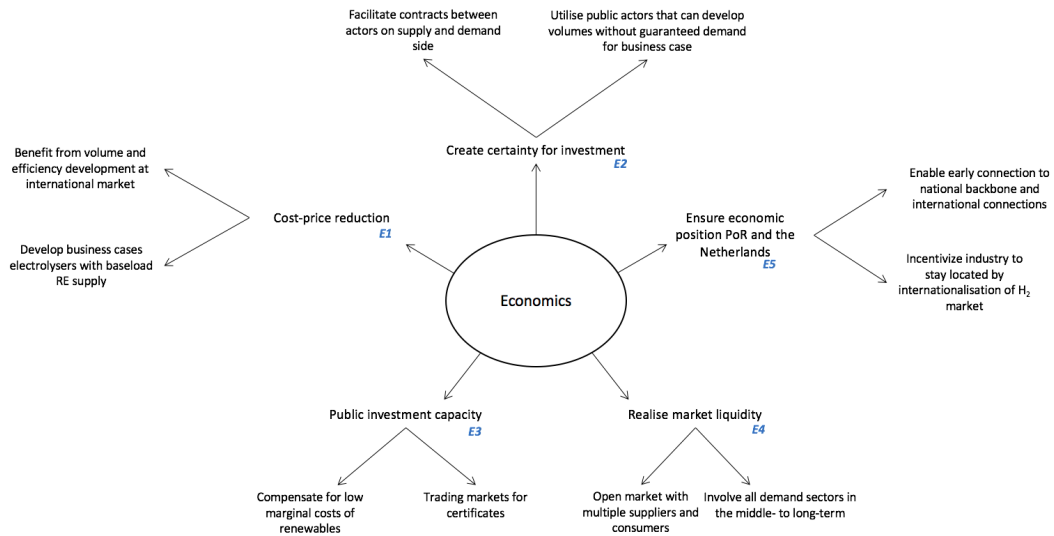 Facilitate contracts between
actors on supply and demand
side
Utilise public actors that can develop
volumes without guaranteed demand
for business case
Create certainty for investment
E2
Benefit from volume and
efficiency development at
international market
Develop business cases
electrolysers with baseload
RE supply
Cost-price reduction
E1
Ensure economic
position PoR and the
Netherlands
E5
Enable early connection to
national backbone and
international connections
Incentivize industry to
stay located by
internationalisation of H₂
market
Economics
Public investment capacity
E3
Compensate for low
marginal costs of
renewables
Trading markets for
certificates
Realise market liquidity
E4
Open market with
multiple suppliers and
consumers
Involve all demand sectors in
the middle- to long-term